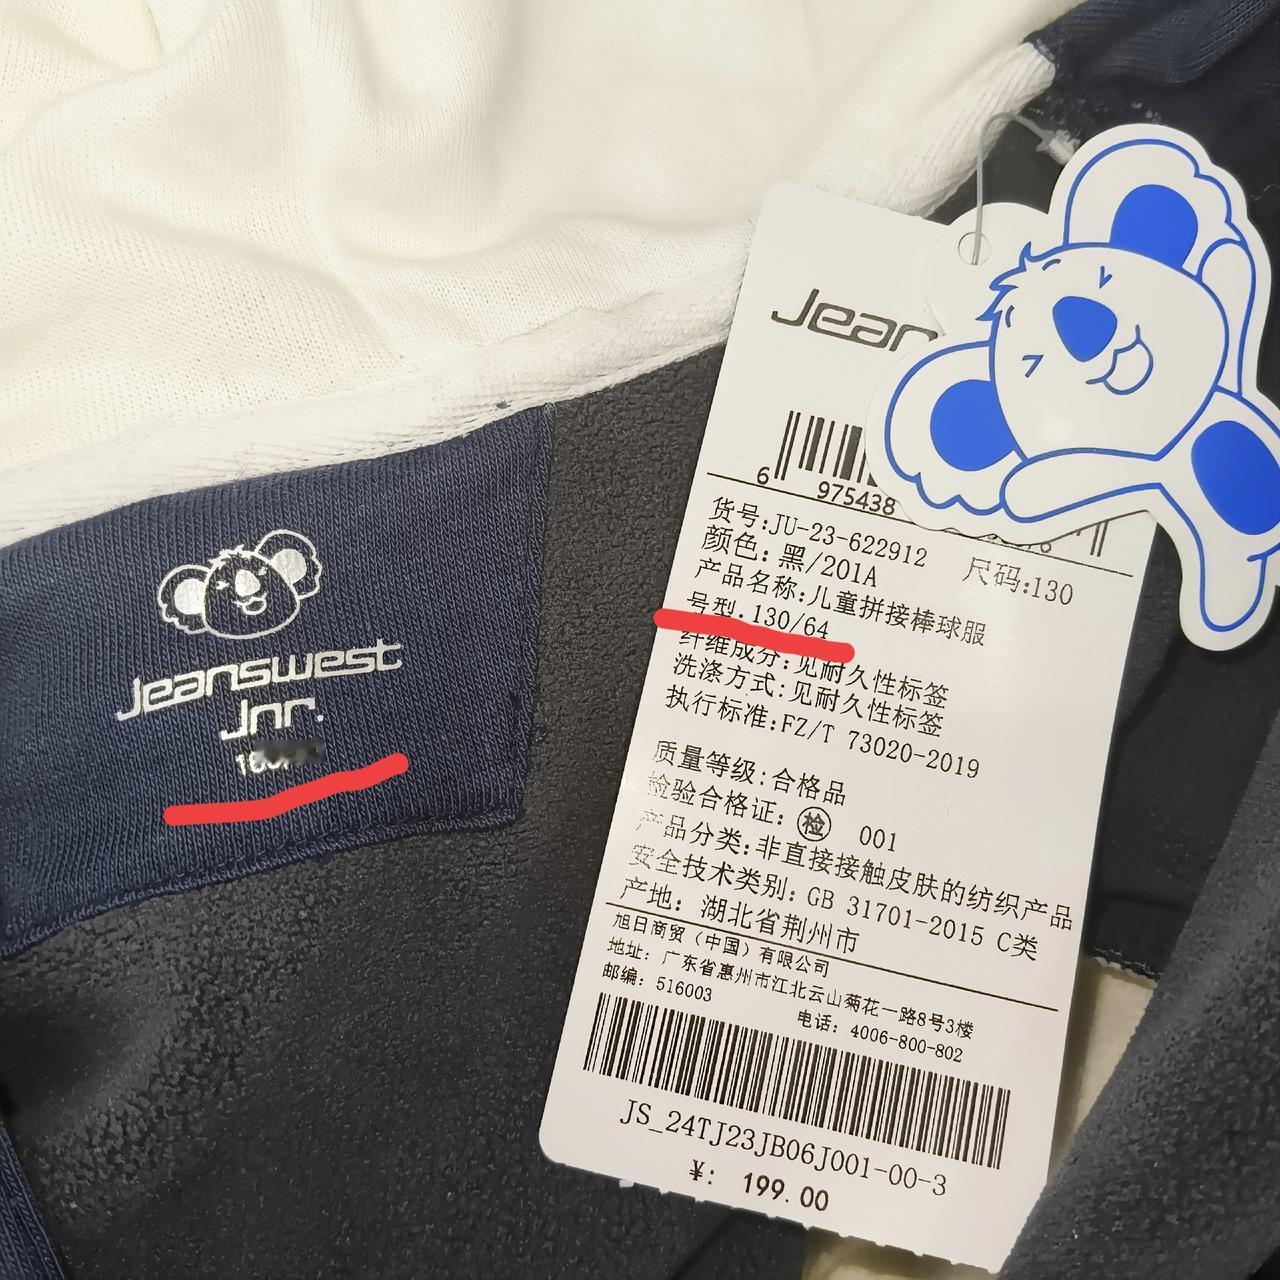 Jeanswest
Jnr.
Jean
6 975438
货号:JU-23-622912 尺码:130
颜色: 黑/201A
产品名称:儿童拼接棒球服
号型:130/64
纤维成分:见耐久性标签
洗涤方式:见耐久性标签
执行标准:FZ/T 73020-2019
质量等级:合格品
检验合格证: 检 001
产品分类:非直接接触皮肤的纺织产品
安全技术类别: GB 31701-2015 C类
产地: 湖北省荆州市
旭日商贸（中国）有限公司
地址: 广东省惠州市江北云山菊花一路8号3楼
邮编: 516003 电话: 4006-800-802
JS_24TJ23JB06J001-00-3
¥: 199.00